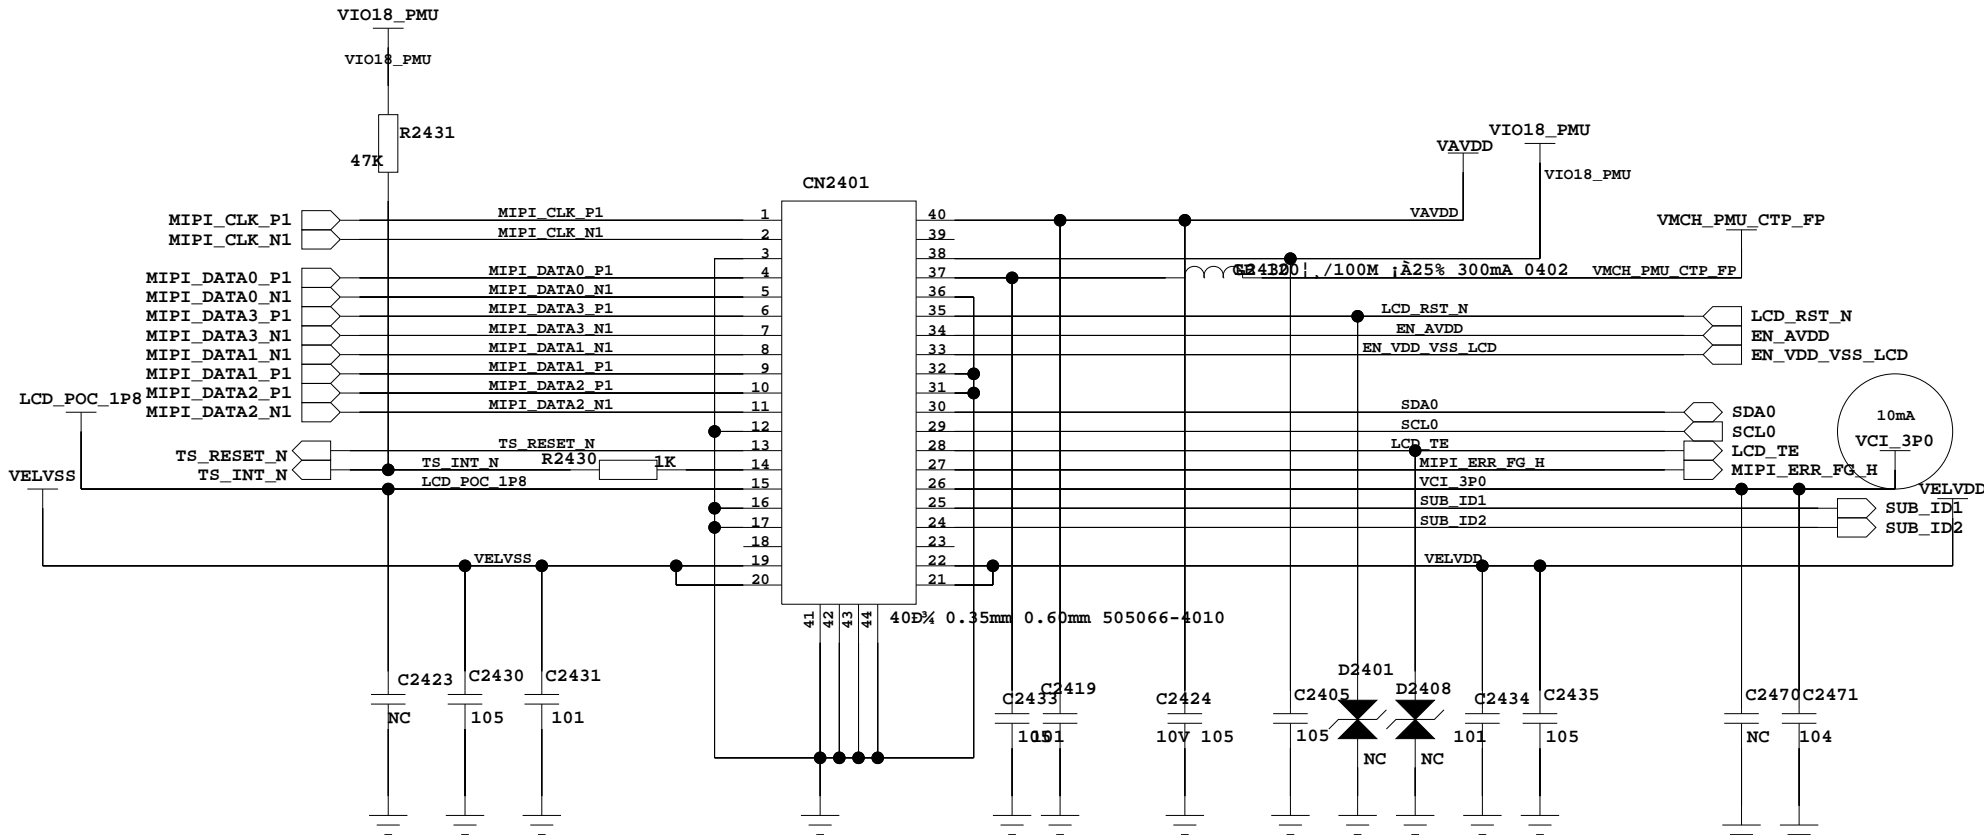 VIO18_PMU
VIO18_PMU
R2431
47K
VIO18_PMU
VAVDD
VIO18_PMU
CN2401
MIPI_CLK_P1 MIPI_CLK_P1 1
MIPI_CLK_N1 MIPI_CLK_N1 2
3
MIPI_DATA0_P1 MIPI_DATA0_P1 4
MIPI_DATA0_N1 MIPI_DATA0_N1 5
MIPI_DATA3_P1 MIPI_DATA3_P1 6
MIPI_DATA3_N1 MIPI_DATA3_N1 7
MIPI_DATA1_N1 MIPI_DATA1_N1 8
MIPI_DATA1_P1 MIPI_DATA1_P1 9
MIPI_DATA2_P1 MIPI_DATA2_P1 10
MIPI_DATA2_N1 MIPI_DATA2_N1 11
LCD_POC_1P8
12
TS_RESET_N TS_RESET_N 13
TS_INT_N TS_INT_N R2430 1K 14
LCD_POC_1P8 15
VELVSS
16
17
18
VELVSS 19
20
40 VAVDD
39
38
VMCH_PMU_CTP_FP
37 /100M ¡À25% 300mA 0402 VMCH_PMU_CTP_FP
36
35 LCD_RST_N LCD_RST_N
34 EN_AVDD EN_AVDD
33 EN_VDD_VSS_LCD EN_VDD_VSS_LCD
32
31
30 SDA0 SDA0
29 SCL0 SCL0
28 LCD_TE LCD_TE
27 MIPI_ERR_FG_H MIPI_ERR_FG_H
10mA
VCI_3P0
26 VCI_3P0
VELVDD
25 SUB_ID1 SUB_ID1
24 SUB_ID2 SUB_ID2
23
22 VELVDD
21
41 42 43 44
40Ð¾ 0.35mm 0.60mm 505066-4010
C2423
NC
C2430
105
C2431
101
C2433
C2419
C2424
10V 105
C2405
105
D2401
NC
D2408
NC
C2434
101
C2435
105
C2470
NC
C2471
104